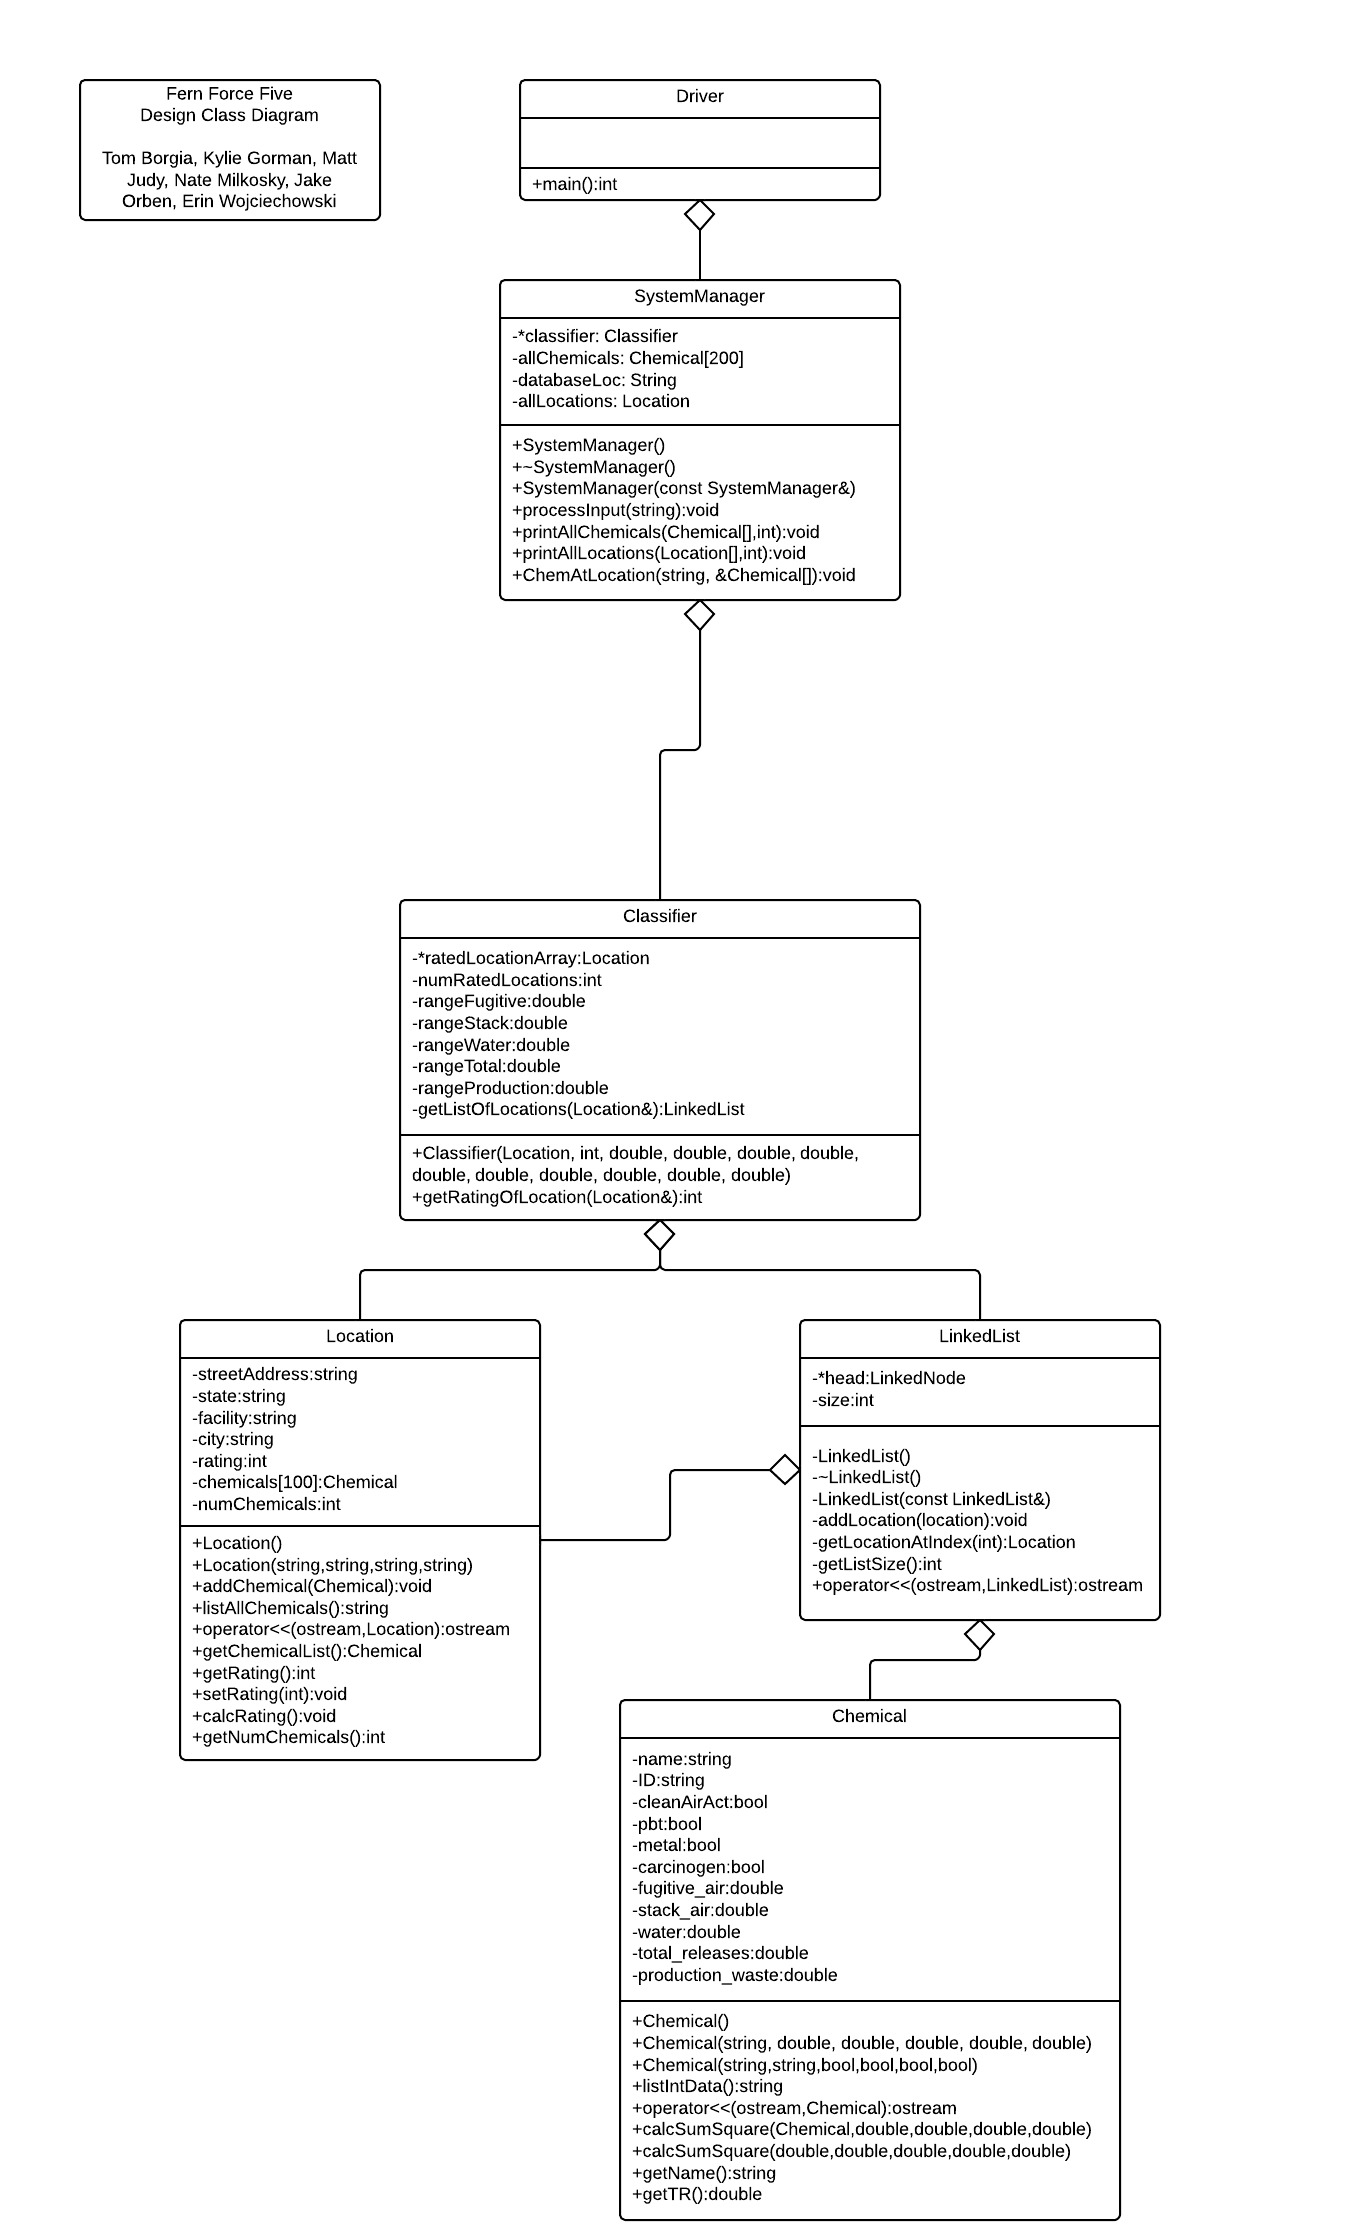 Fern Force Five
Design Class Diagram
Tom Borgia, Kylie Gorman, Matt
Judy, Nate Milkosky, Jake
Orben, Erin Wojciechowski
Driver
+main():int
SystemManager
-*classifier: Classifier
-allChemicals: Chemical[200]
-databaseLoc: String
-allLocations: Location
+SystemManager()
+~SystemManager()
+SystemManager(const SystemManager&)
+processInput(string):void
+printAllChemicals(Chemical[],int):void
+printAllLocations(Location[],int):void
+ChemAtLocation(string, &Chemical[]):void
Classifier
-*ratedLocationArray:Location
-numRatedLocations:int
-rangeFugitive:double
-rangeStack:double
-rangeWater:double
-rangeTotal:double
-rangeProduction:double
-getListOfLocations(Location&):LinkedList
+Classifier(Location, int, double, double, double, double,
double, double, double, double, double, double)
+getRatingOfLocation(Location&):int
Location
-streetAddress:string
-state:string
-facility:string
-city:string
-rating:int
-chemicals[100]:Chemical
-numChemicals:int
+Location()
+Location(string,string,string,string)
+addChemical(Chemical):void
+listAllChemicals():string
+operator<<(ostream,Location):ostream
+getChemicalList():Chemical
+getRating():int
+setRating(int):void
+calcRating():void
+getNumChemicals():int
LinkedList
-*head:LinkedNode
-size:int
-LinkedList()
-~LinkedList()
-LinkedList(const LinkedList&)
-addLocation(location):void
-getLocationAtIndex(int):Location
-getListSize():int
+operator<<(ostream,LinkedList):ostream
Chemical
-name:string
-ID:string
-cleanAirAct:bool
-pbt:bool
-metal:bool
-carcinogen:bool
-fugitive_air:double
-stack_air:double
-water:double
-total_releases:double
-production_waste:double
+Chemical()
+Chemical(string, double, double, double, double, double)
+Chemical(string,string,bool,bool,bool,bool)
+listIntData():string
+operator<<(ostream,Chemical):ostream
+calcSumSquare(Chemical,double,double,double,double)
+calcSumSquare(double,double,double,double,double)
+getName():string
+getTR():double